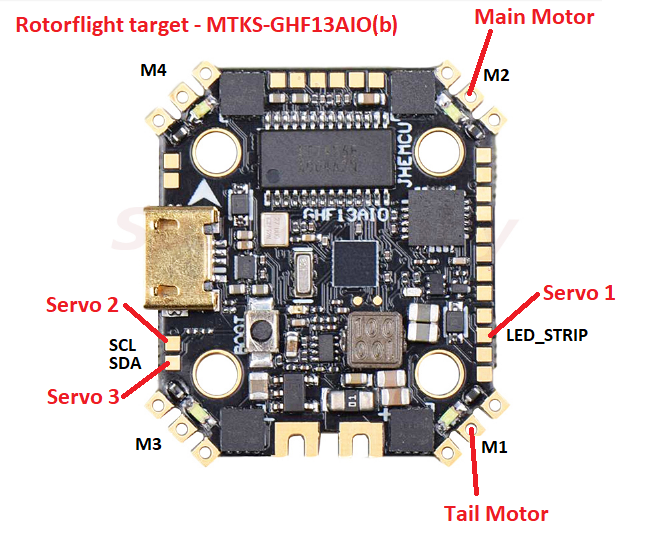 Rotorflight target - MTKS-GHF13AIO(b)
Main Motor
M4
M2
JHEMCU
GHF13AIO
Servo 2
Servo 1
SCL
SDA
BOOT
LED_STRIP
Servo 3
100
M3
M1
Tail Motor